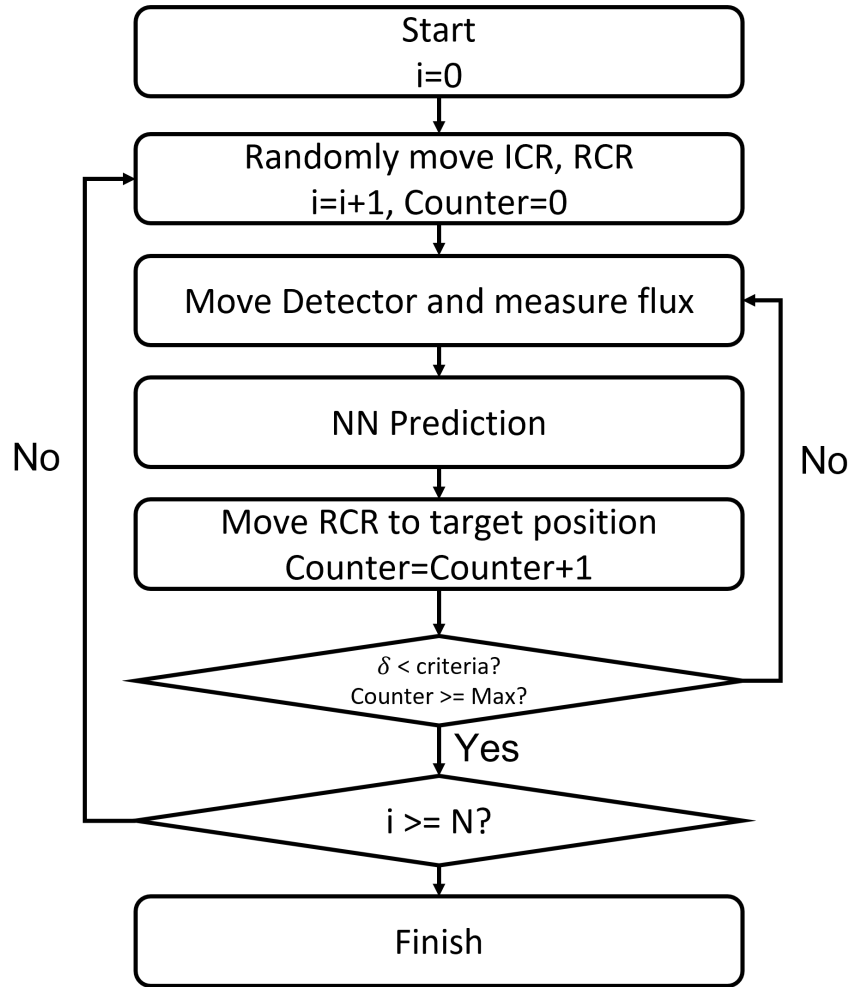 Start
i=0
Randomly move ICR, RCR
i=i+1, Counter=0
Move Detector and measure flux
NN Prediction
No
No
Move RCR to target position
Counter=Counter+1
δ < criteria?
Counter >= Max?
Yes
i >= N?
Finish